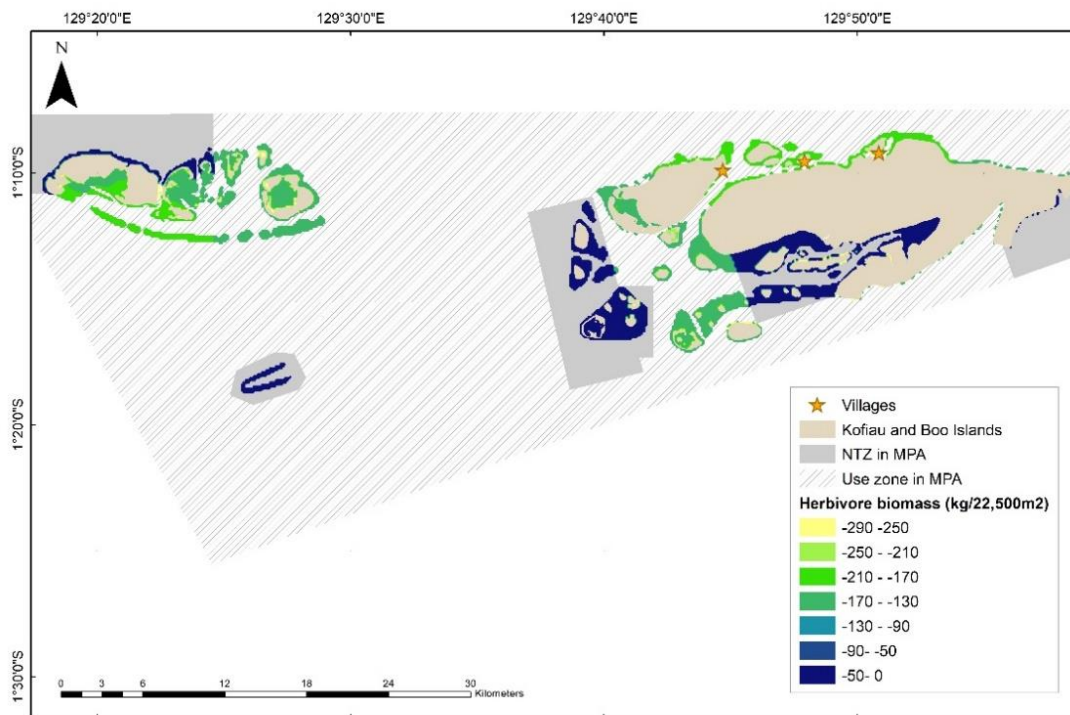 129°20'0"E 129°30'0"E 129°40'0"E 129°50'0"E
N
1°10'0"S
1°20'0"S
1°30'0"S
Villages
Kofiau and Boo Islands
NTZ in MPA
Use zone in MPA
Herbivore biomass (kg/22,500m2)
-290 -250
-250 - -210
-210 - -170
-170 - -130
-130 - -90
-90- -50
-50- 0
0 3 6 12 18 24 30
Kilometers